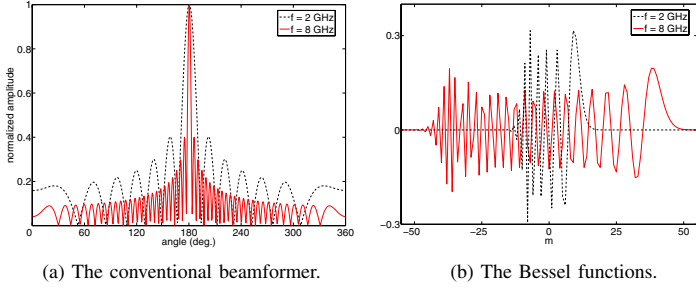 1
0.8
0.6
0.4
0.2
normalized amplitude
f = 2 GHz
f = 8 GHz
0
60
120
180
240
300
360
angle (deg.)
(a) The conventional beamformer.
0.3
0
−0.3
f = 2 GHz
f = 8 GHz
−50
−25
0
25
50
m
(b) The Bessel functions.